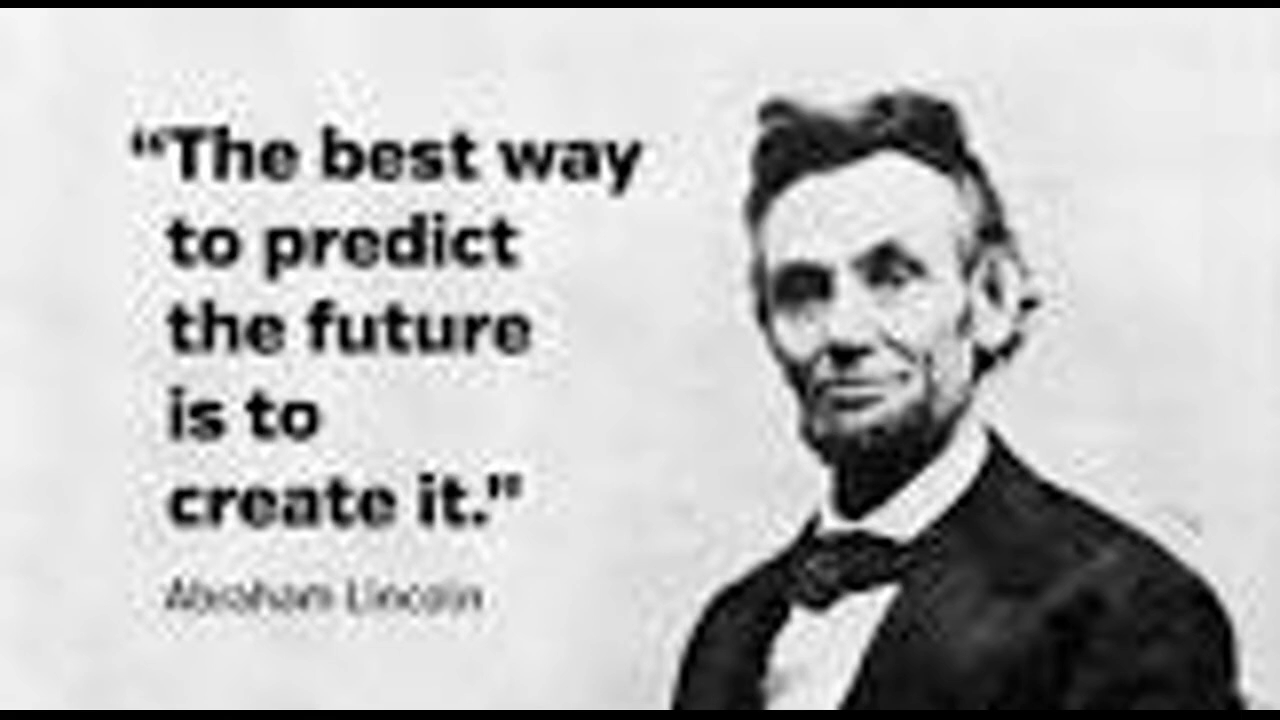 “The best way
to predict
the future
is to
create it."
Abraham Lincoln